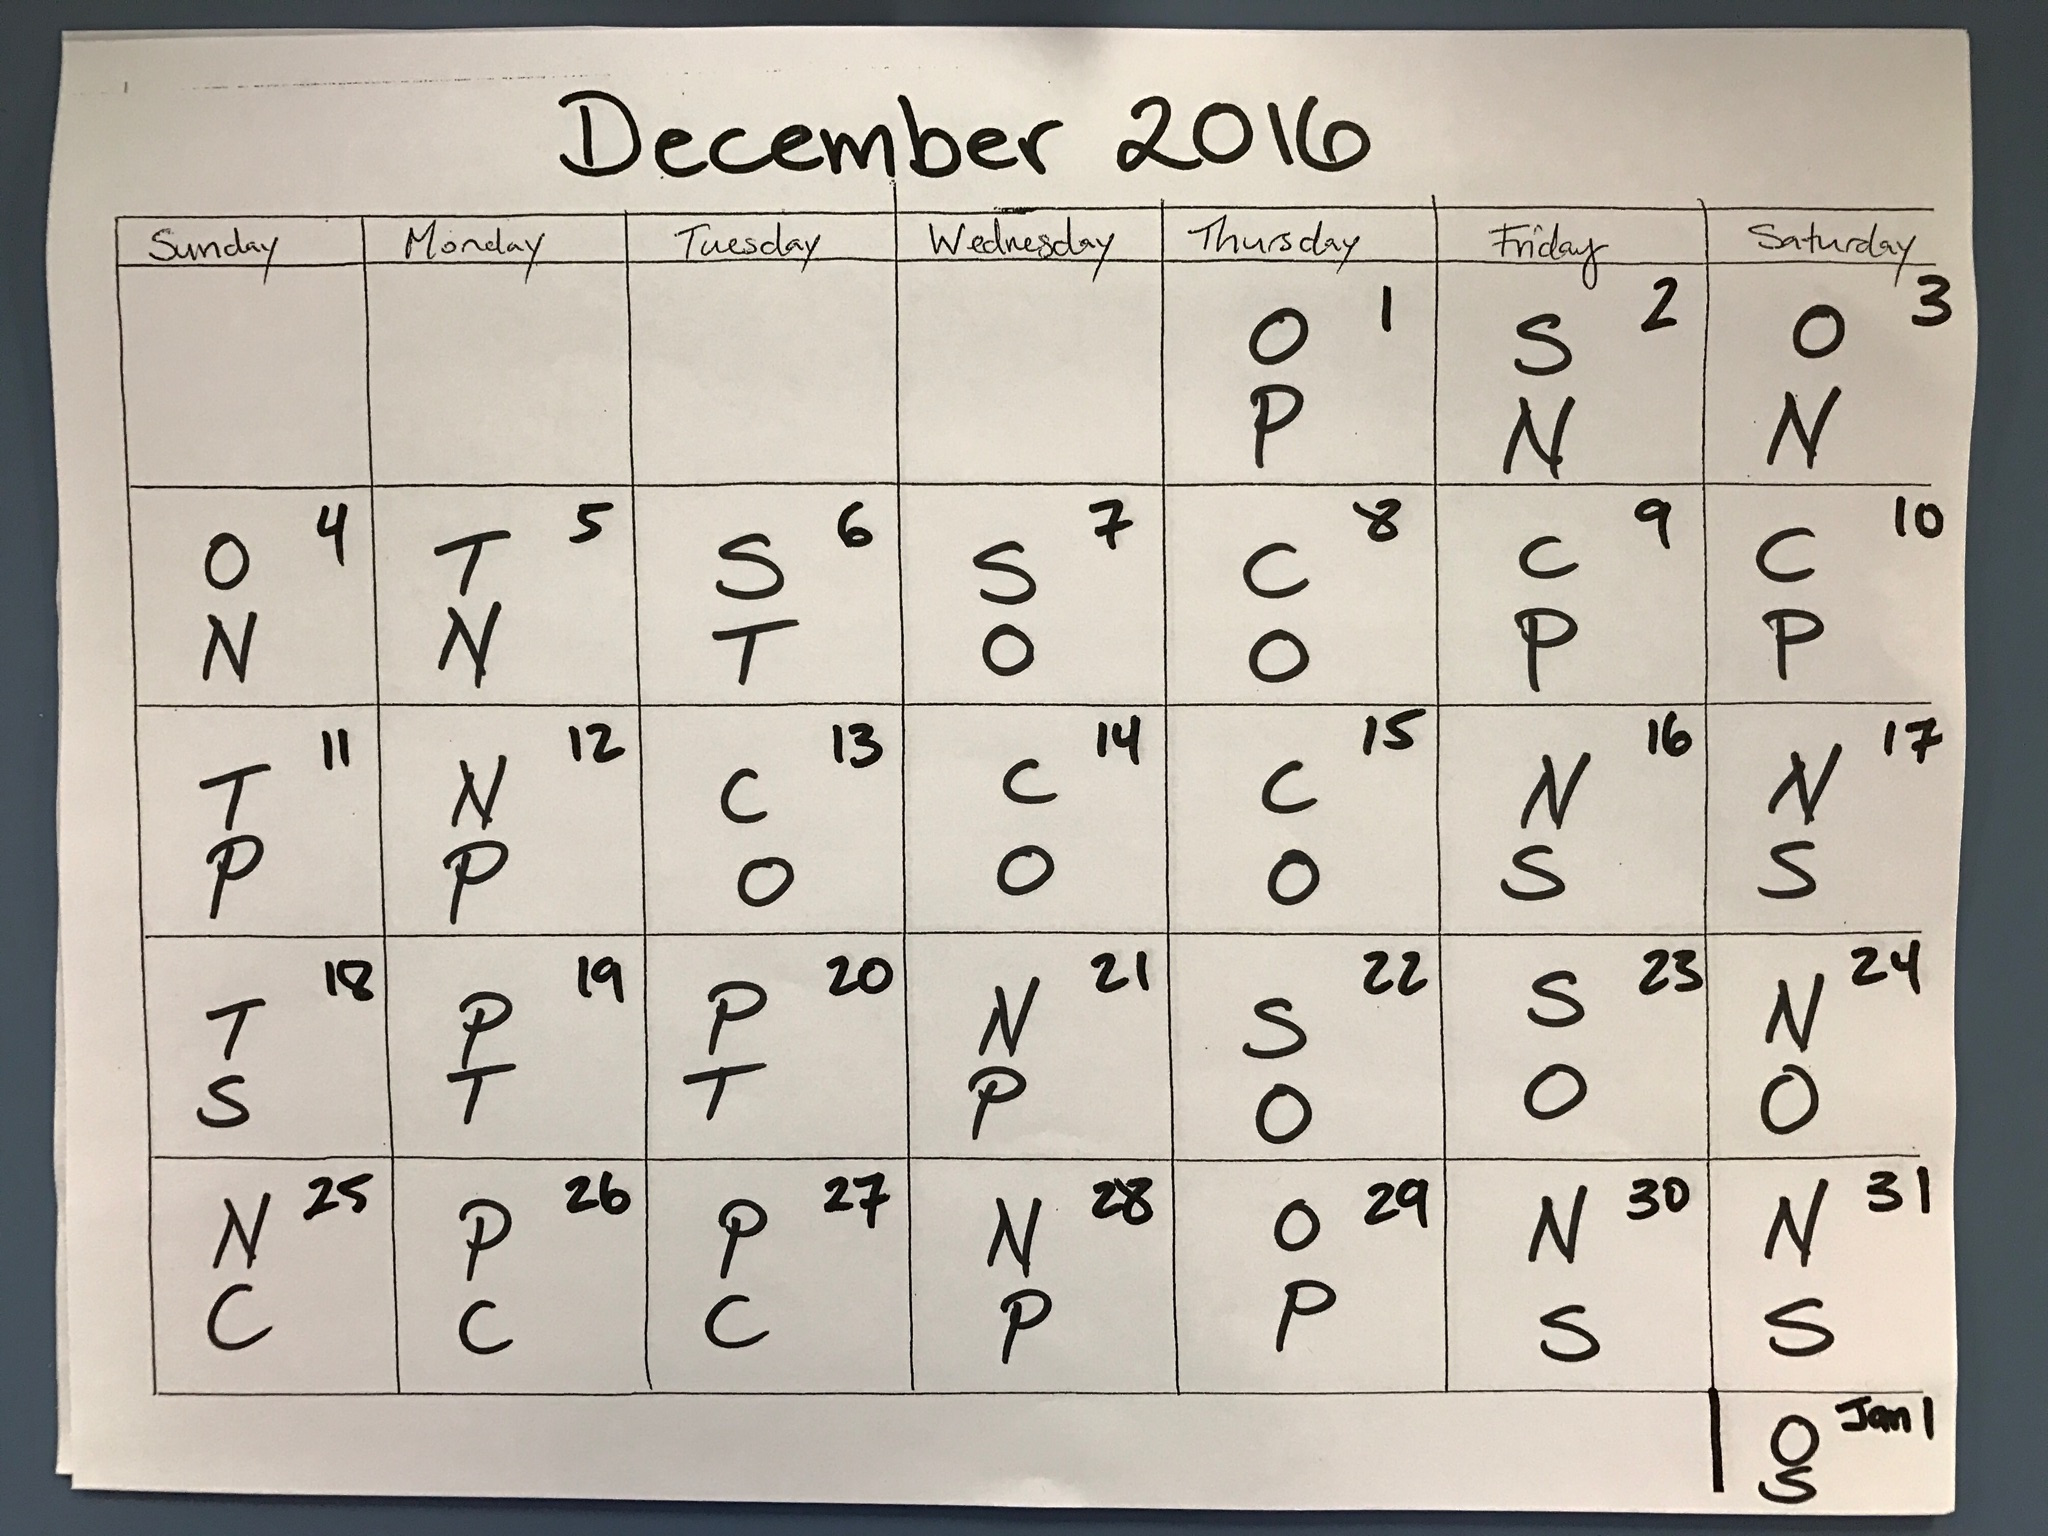 December 2016
Sunday Monday Tuesday Wednesday Thursday Friday Saturday
1 2 3
O S O
P N N
4 5 6 7 8 9 10
O T S S C C C
N N T O O P P
11 12 13 14 15 16 17
T N C C C N N
P P O O O S S
18 19 20 21 22 23 24
T P P N S S N
S T T P O O O
25 26 27 28 29 30 31
N P P N O N N
C C C P P S S
Jan 1
O
S